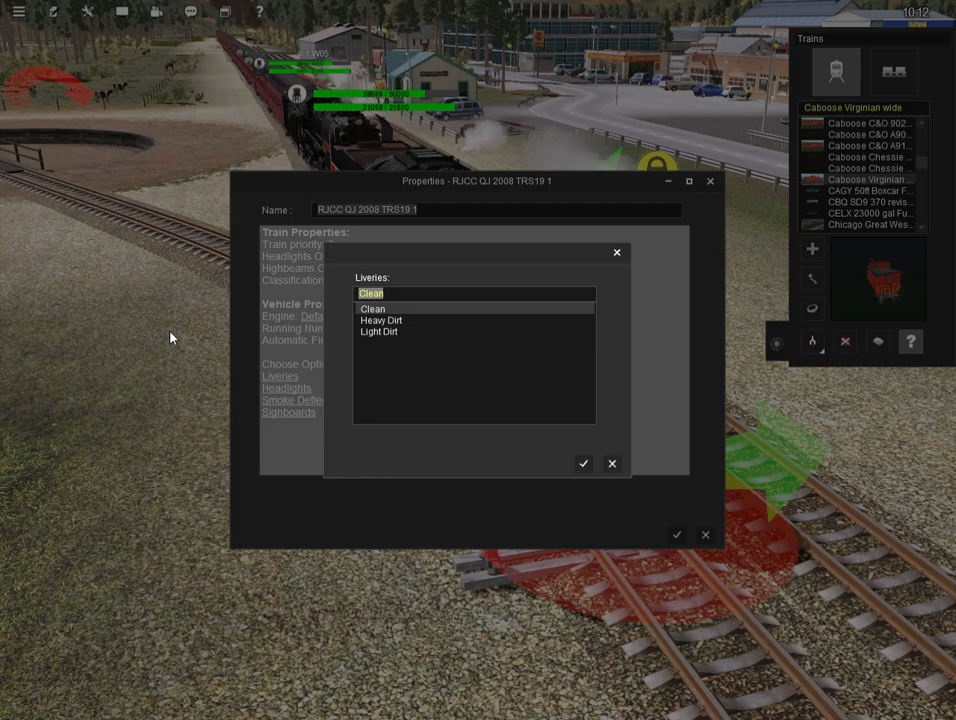 10:12
Trains
Caboose Virginian wide
Caboose C&O 902...
Caboose C&O A90...
Caboose C&O A91...
Caboose Chessie ...
Caboose Chessie ...
Caboose Virginian ...
CAGY 50ft Boxcar F...
CBQ SD9 370 revis...
CELX 23000 gal Fu...
Chicago Great Wes...
Properties - RJCC QJ 2008 TRS19 1
Name :
RJCC QJ 2008 TRS19 1
Train Properties:
Train priority:
Headlights O
Highbeams O
Classification
Vehicle Pro
Engine: Defa
Running Num
Automatic Fi
Choose Opti
Liveries
Headlights
Smoke Defle
Signboards
Liveries:
Clean
Clean
Heavy Dirt
Light Dirt